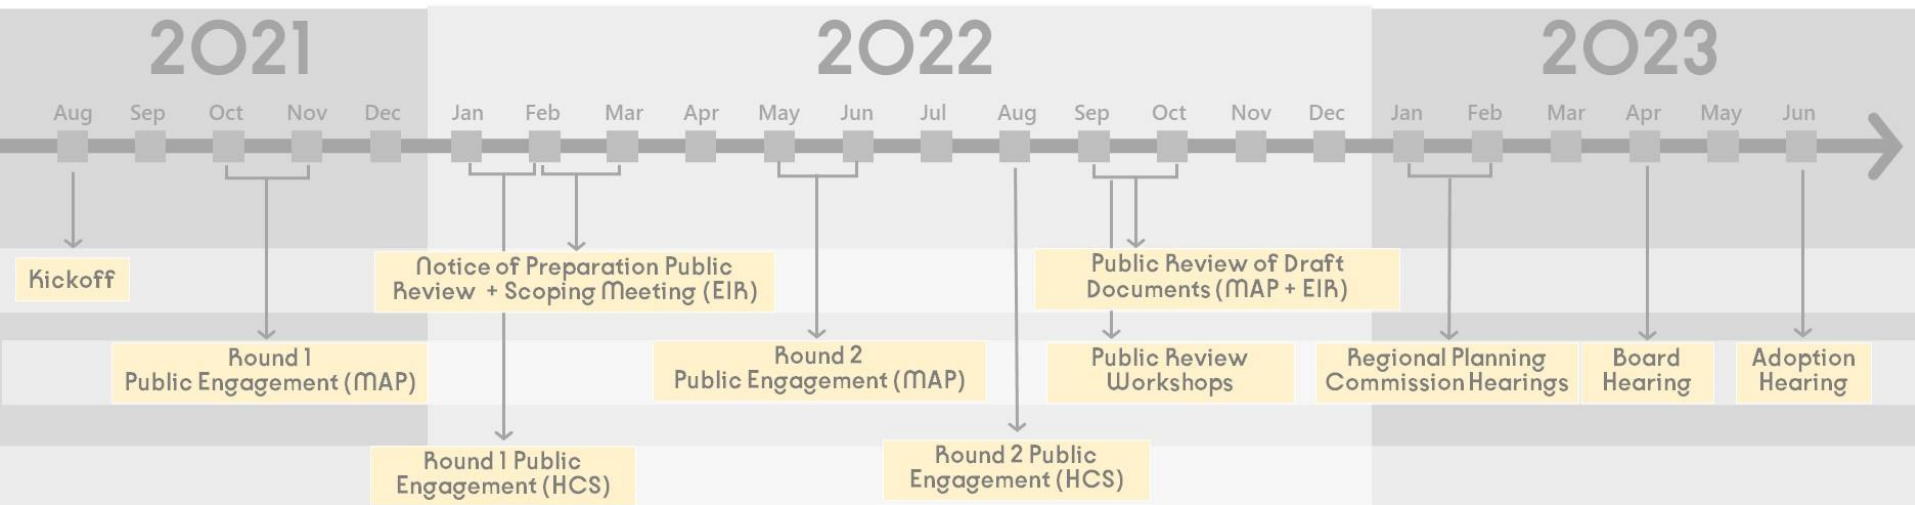 2021
2022
2023
Aug Sep Oct Nov Dec Jan Feb Mar Apr May Jun Jul Aug Sep Oct Nov Dec Jan Feb Mar Apr May Jun
Kickoff
Notice of Preparation Public
Review + Scoping Meeting (EIR)
Public Review of Draft
Documents (MAP + EIR)
Round 1
Public Engagement (MAP)
Round 2
Public Engagement (MAP)
Public Review
Workshops
Regional Planning
Commission Hearings
Board
Hearing
Adoption
Hearing
Round 1 Public
Engagement (HCS)
Round 2 Public
Engagement (HCS)